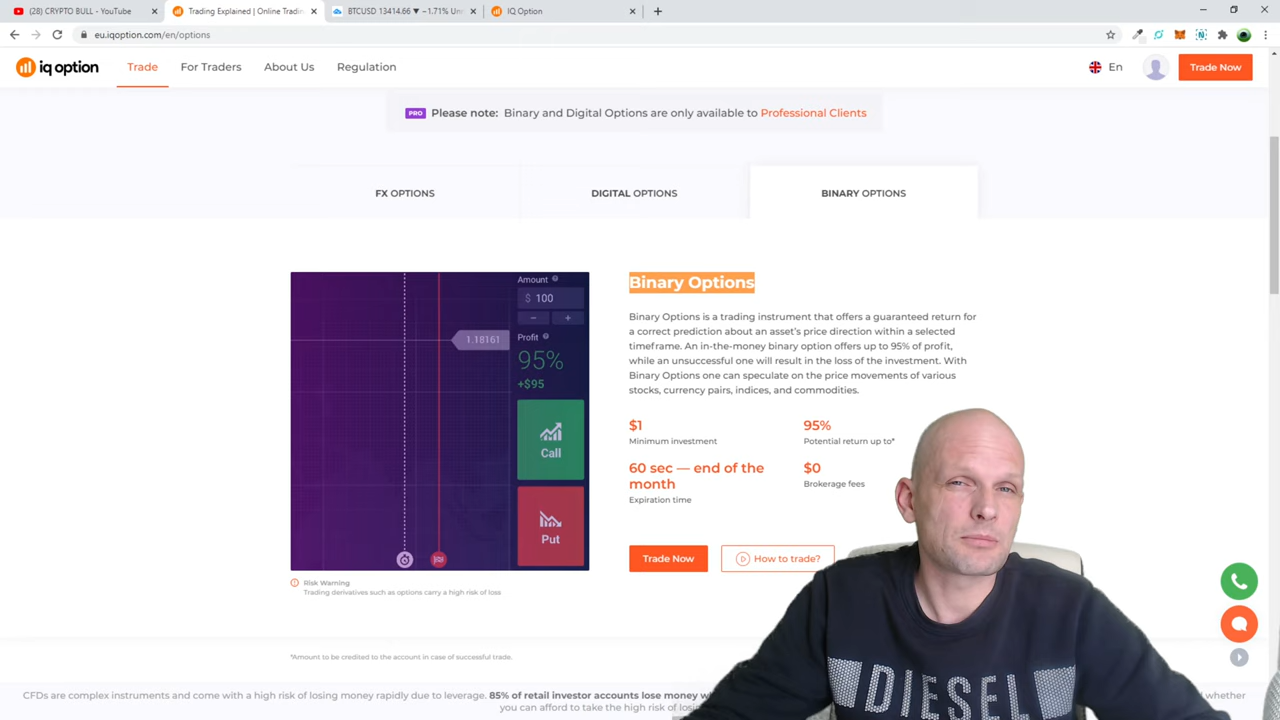 (28) CRYPTO BULL - YouTube
Trading Explained | Online Tradin
BTCUSD 13414.66 ▼ −1.71%
IQ Option
eu.iqoption.com/en/options
iq option
Trade
For Traders
About Us
Regulation
En
Trade Now
PRO Please note: Binary and Digital Options are only available to Professional Clients
FX OPTIONS
DIGITAL OPTIONS
BINARY OPTIONS
Amount
$ 100
− +
1.18161
Profit
95%
+$95
Call
Put
Risk Warning
Trading derivatives such as options carry a high risk of loss
Binary Options
Binary Options is a trading instrument that offers a guaranteed return for
a correct prediction about an asset's price direction within a selected
timeframe. An in-the-money binary option offers up to 95% of profit,
while an unsuccessful one will result in the loss of the investment. With
Binary Options one can speculate on the price movements of various
stocks, currency pairs, indices, and commodities.
$1
Minimum investment
95%
Potential return up to*
60 sec — end of the
month
Expiration time
$0
Brokerage fees
Trade Now
How to trade?
*Amount to be credited to the account in case of successful trade.
CFDs are complex instruments and come with a high risk of losing money rapidly due to leverage. 85% of retail investor accounts lose money
whether
you can afford to take the high risk of
DIESEL